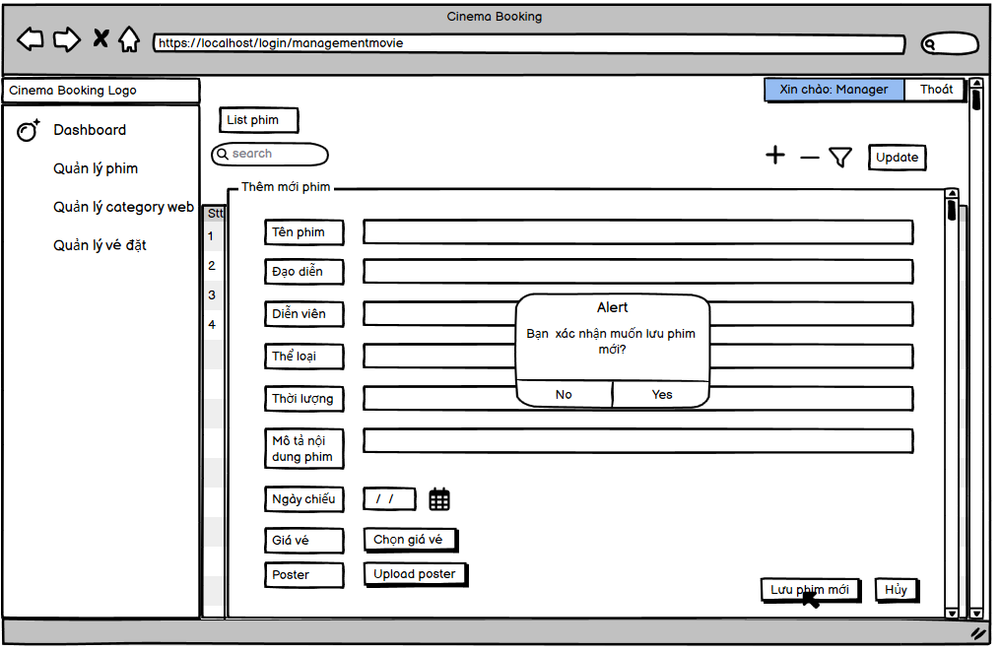 Cinema Booking
https://localhost/login/managementmovie
Cinema Booking Logo
Xin chào: Manager
Thoát
Dashboard
Quản lý phim
Quản lý category web
Quản lý vé đặt
List phim
search
Update
Stt
1
2
3
4
Thêm mới phim
Tên phim
Đạo diễn
Diễn viên
Thể loại
Thời lượng
Mô tả nội
dung phim
Ngày chiếu
/ /
Giá vé
Chọn giá vé
Poster
Upload poster
Alert
Bạn xác nhận muốn lưu phim
mới?
No
Yes
Lưu phim mới
Hủy